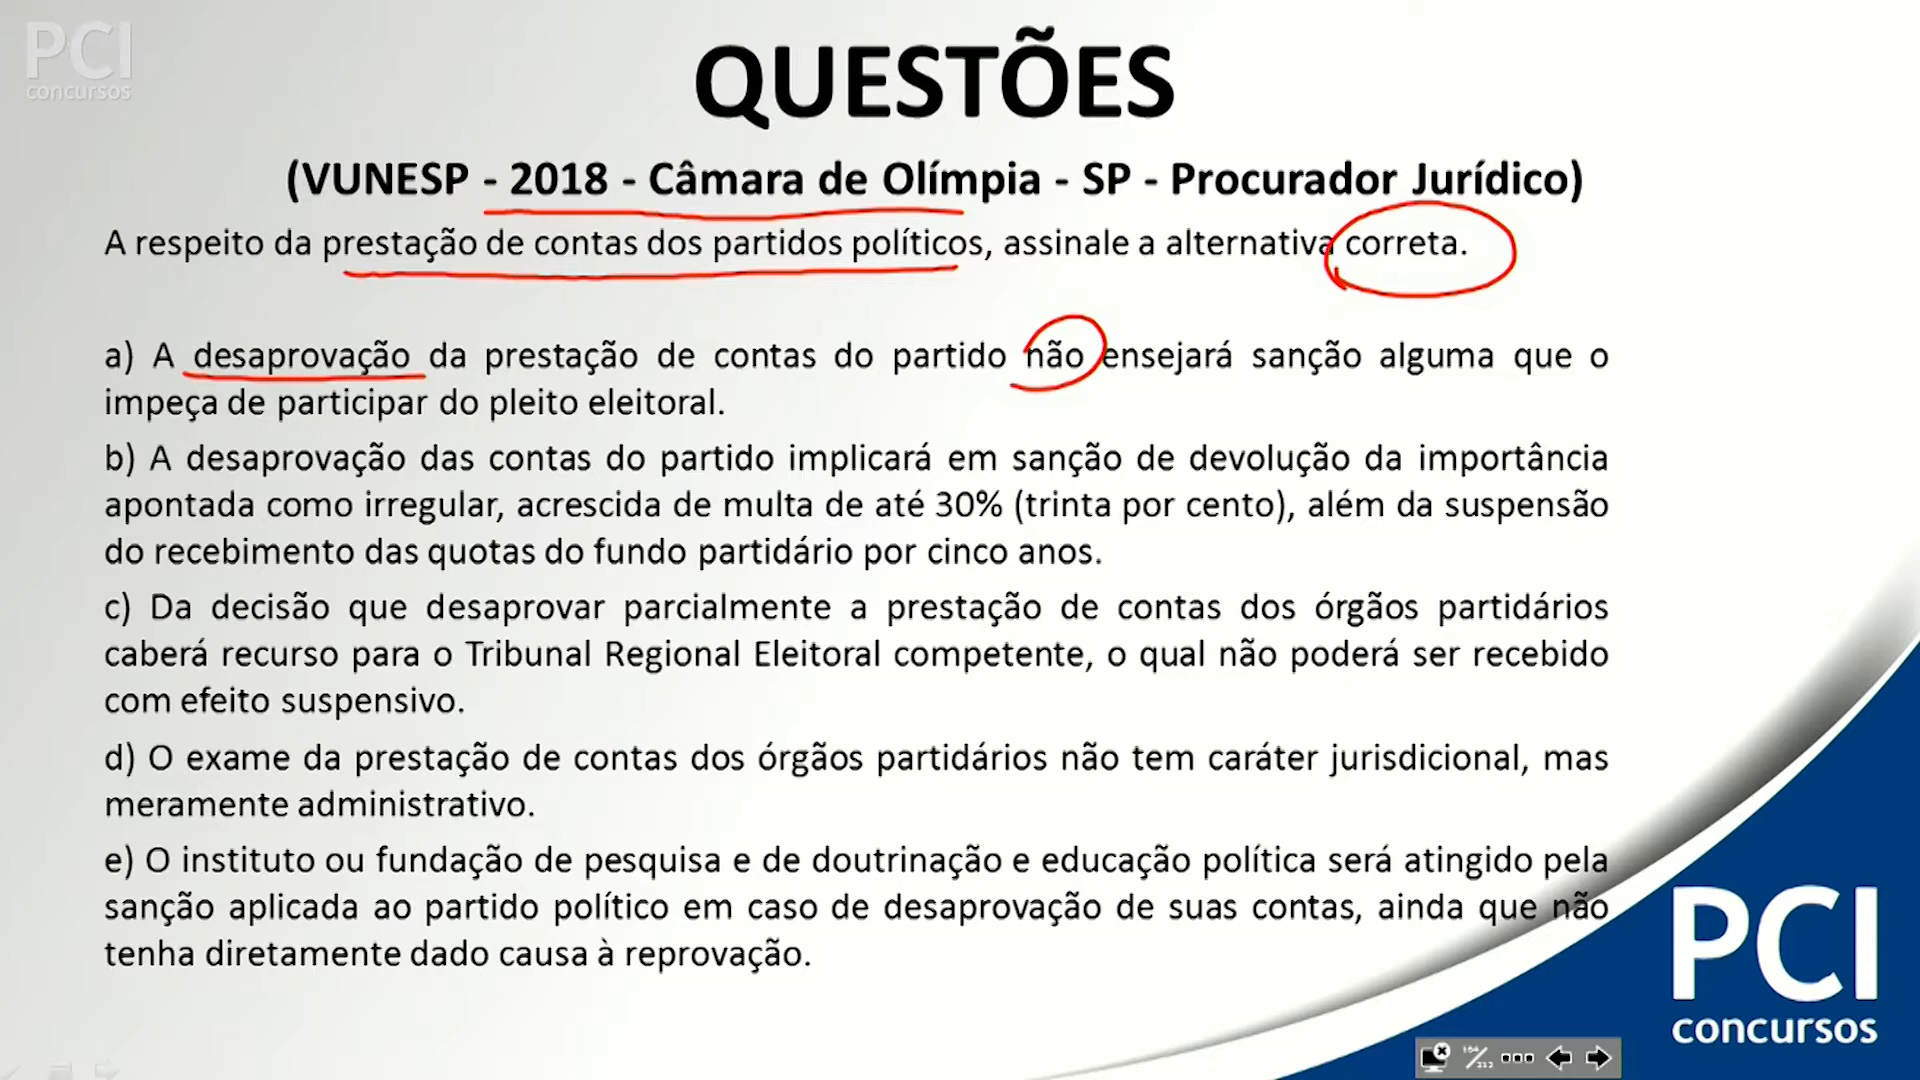 PCI
concursos
QUESTÕES
(VUNESP - 2018 - Câmara de Olímpia - SP - Procurador Jurídico)
A respeito da prestação de contas dos partidos políticos, assinale a alternativa correta.
a) A desaprovação da prestação de contas do partido não ensejará sanção alguma que o
impeça de participar do pleito eleitoral.
b) A desaprovação das contas do partido implicará em sanção de devolução da importância
apontada como irregular, acrescida de multa de até 30% (trinta por cento), além da suspensão
do recebimento das quotas do fundo partidário por cinco anos.
c) Da decisão que desaprovar parcialmente a prestação de contas dos órgãos partidários
caberá recurso para o Tribunal Regional Eleitoral competente, o qual não poderá ser recebido
com efeito suspensivo.
d) O exame da prestação de contas dos órgãos partidários não tem caráter jurisdicional, mas
meramente administrativo.
e) O instituto ou fundação de pesquisa e de doutrinação e educação política será atingido pela
sanção aplicada ao partido político em caso de desaprovação de suas contas, ainda que não
tenha diretamente dado causa à reprovação.
PCI
concursos